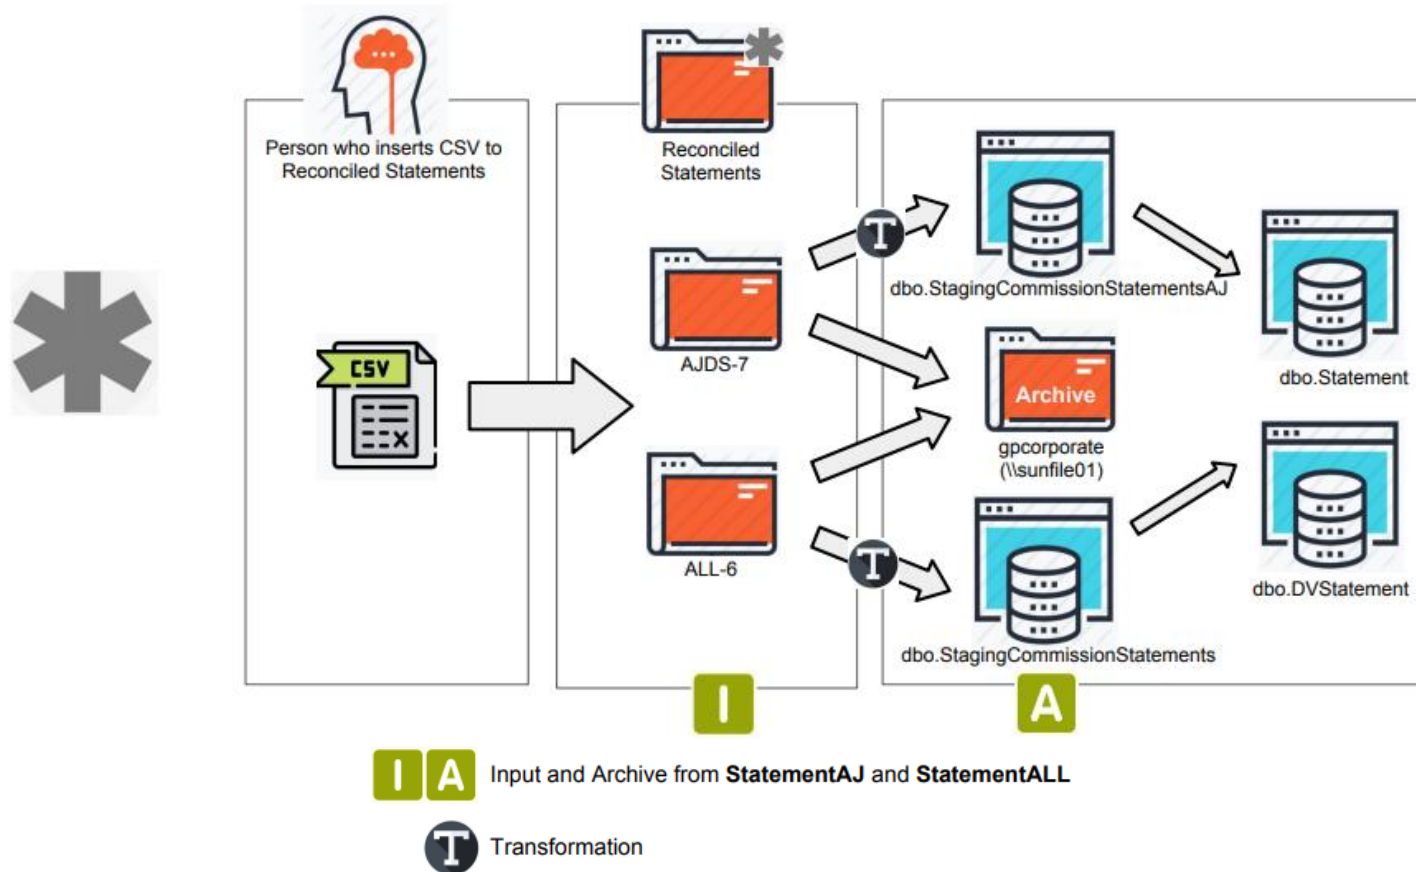 Person who inserts CSV to
Reconciled Statements
CSV
Reconciled
Statements
AJDS-7
ALL-6
T
T
dbo.StagingCommissionStatementsAJ
Archive
gpcorporate
(\\sunfile01)
dbo.StagingCommissionStatements
dbo.Statement
dbo.DVStatement
I
A
I A Input and Archive from StatementAJ and StatementALL
T Transformation